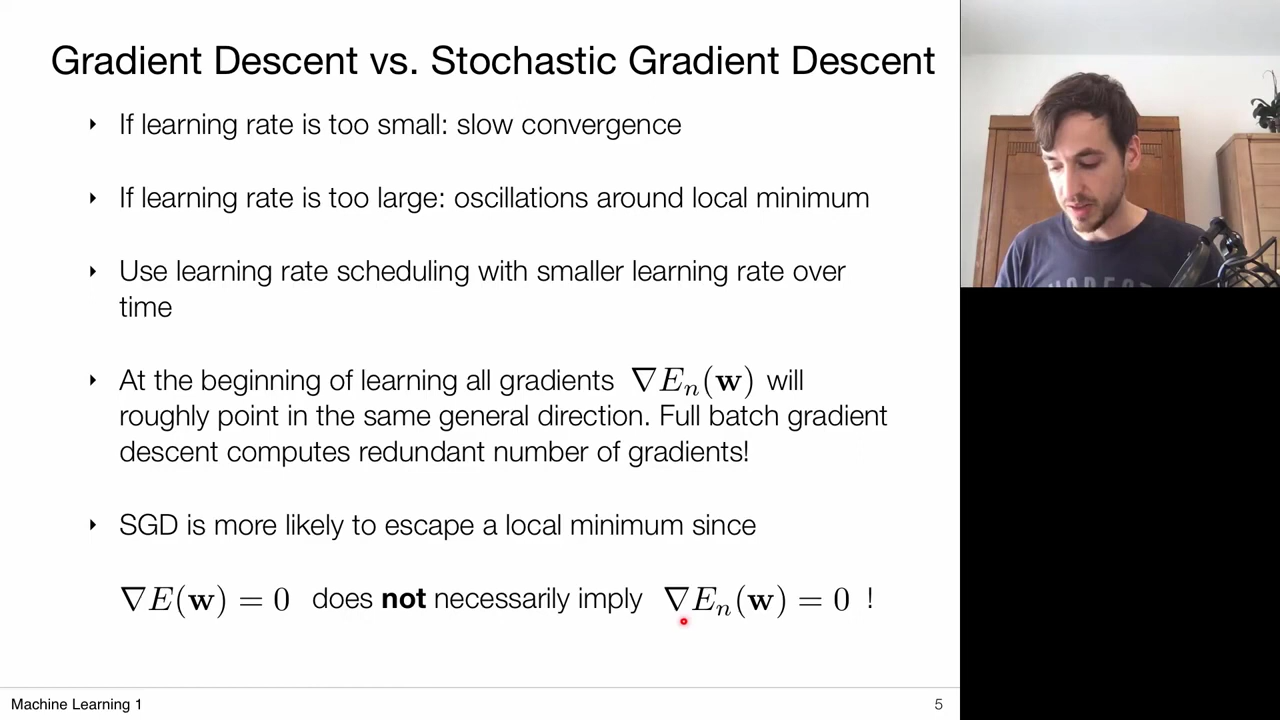 Gradient Descent vs. Stochastic Gradient Descent
‣ If learning rate is too small: slow convergence
‣ If learning rate is too large: oscillations around local minimum
‣ Use learning rate scheduling with smaller learning rate over
time
‣ At the beginning of learning all gradients ∇Eₙ(w) will
roughly point in the same general direction. Full batch gradient
descent computes redundant number of gradients!
‣ SGD is more likely to escape a local minimum since
∇E(w) = 0 does not necessarily imply ∇Eₙ(w) = 0 !
Machine Learning 1
5